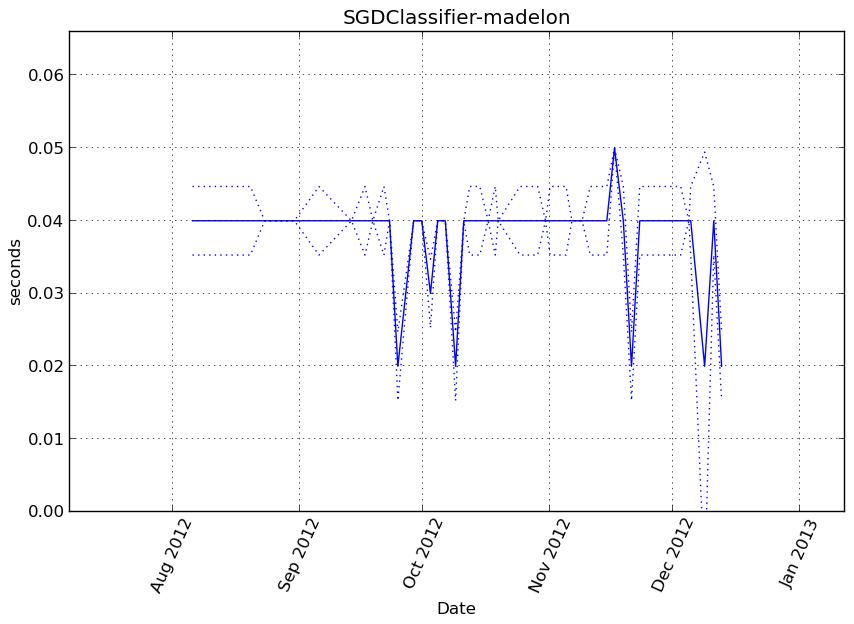 SGDClassifier-madelon
0.06
0.05
0.04
0.03
0.02
0.01
0.00
seconds
Aug 2012
Sep 2012
Oct 2012
Nov 2012
Dec 2012
Jan 2013
Date